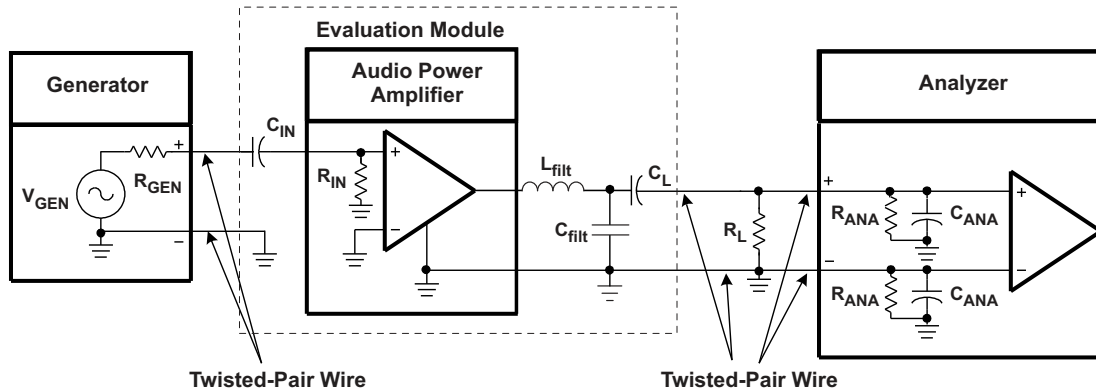 Evaluation Module
Generator
Audio Power
Amplifier
Analyzer
C_IN
+
R_GEN
V_GEN
−
R_IN
+
−
L_filt
C_L
C_filt
R_L
+
R_ANA
C_ANA
+
−
R_ANA
C_ANA
−
Twisted-Pair Wire
Twisted-Pair Wire